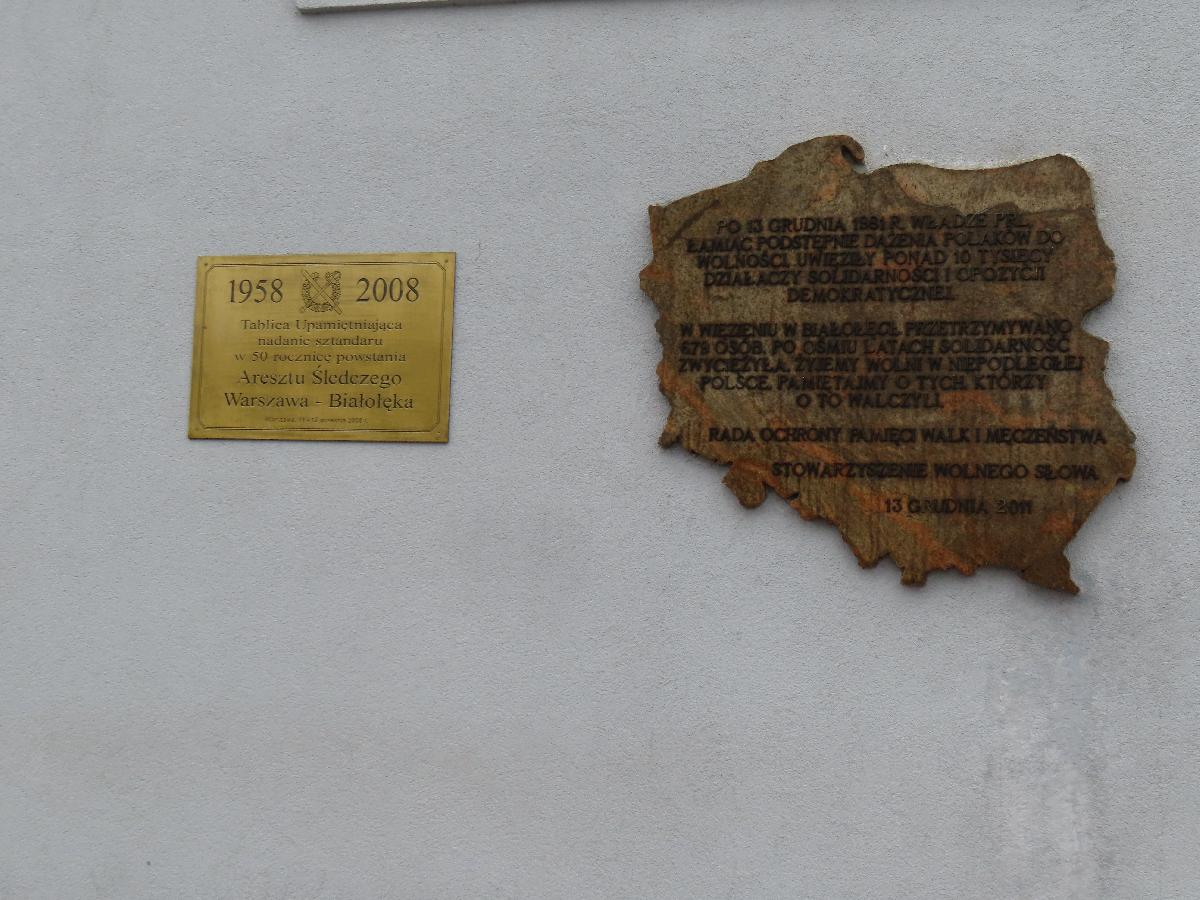 1958 2008
Tablica Upamiętniająca
nadanie sztandaru
w 50 rocznicę powstania
Aresztu Śledczego
Warszawa - Białołęka
PO 13 GRUDNIA 1981 R. WŁADZE PRL,
ŁAMIĄC PODSTĘPNIE DĄŻENIA POLAKÓW DO
WOLNOŚCI, UWIĘZIŁY PONAD 10 TYSIĘCY
DZIAŁACZY SOLIDARNOŚCI I OPOZYCJI
DEMOKRATYCZNEJ.
W WIĘZIENIU W BIAŁOŁĘCE PRZETRZYMYWANO
679 OSÓB. PO OŚMIU LATACH SOLIDARNOŚĆ
ZWYCIĘŻYŁA. ŻYJEMY WOLNI W NIEPODLEGŁEJ
POLSCE. PAMIĘTAJMY O TYCH, KTÓRZY
O TO WALCZYLI.
RADA OCHRONY PAMIĘCI WALK I MĘCZEŃSTWA
STOWARZYSZENIE WOLNEGO SŁOWA
13 GRUDNIA 2011